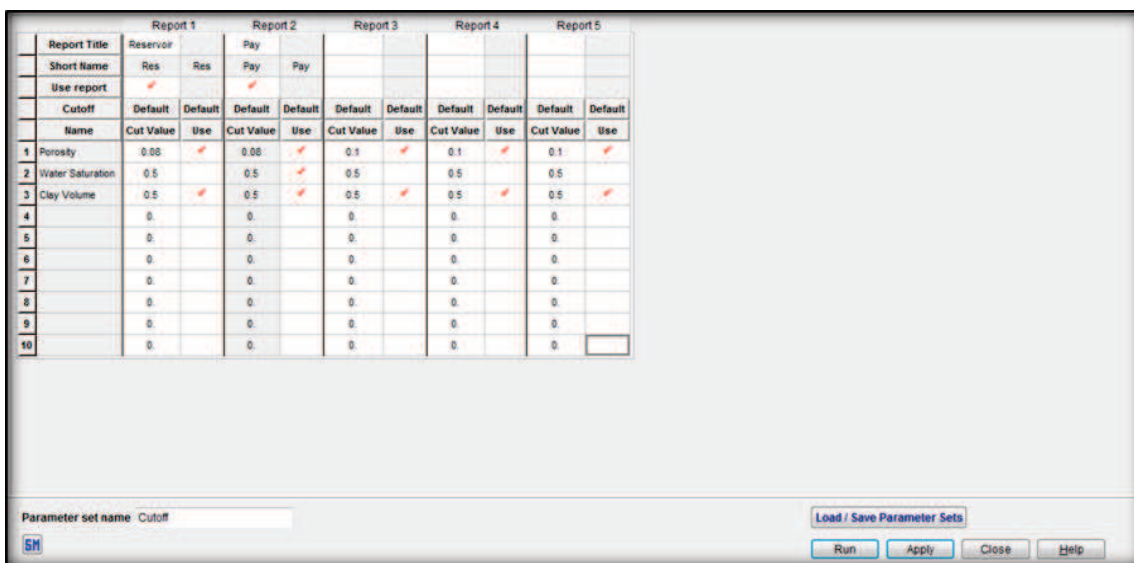 Report 1 Report 2 Report 3 Report 4 Report 5
Report Title Reservoir Pay
Short Name Res Res Pay Pay
Use report
Cutoff Default Default Default Default Default Default Default Default Default Default
Name Cut Value Use Cut Value Use Cut Value Use Cut Value Use Cut Value Use
1 Porosity 0.08 0.08 0.1 0.1 0.1
2 Water Saturation 0.5 0.5 0.5 0.5 0.5
3 Clay Volume 0.5 0.5 0.5 0.5 0.5
4 0. 0. 0. 0. 0.
5 0. 0. 0. 0. 0.
6 0. 0. 0. 0. 0.
7 0. 0. 0. 0. 0.
8 0. 0. 0. 0. 0.
9 0. 0. 0. 0. 0.
10 0. 0. 0. 0. 0.
Parameter set name Cutoff Load / Save Parameter Sets
SM Run Apply Close Help